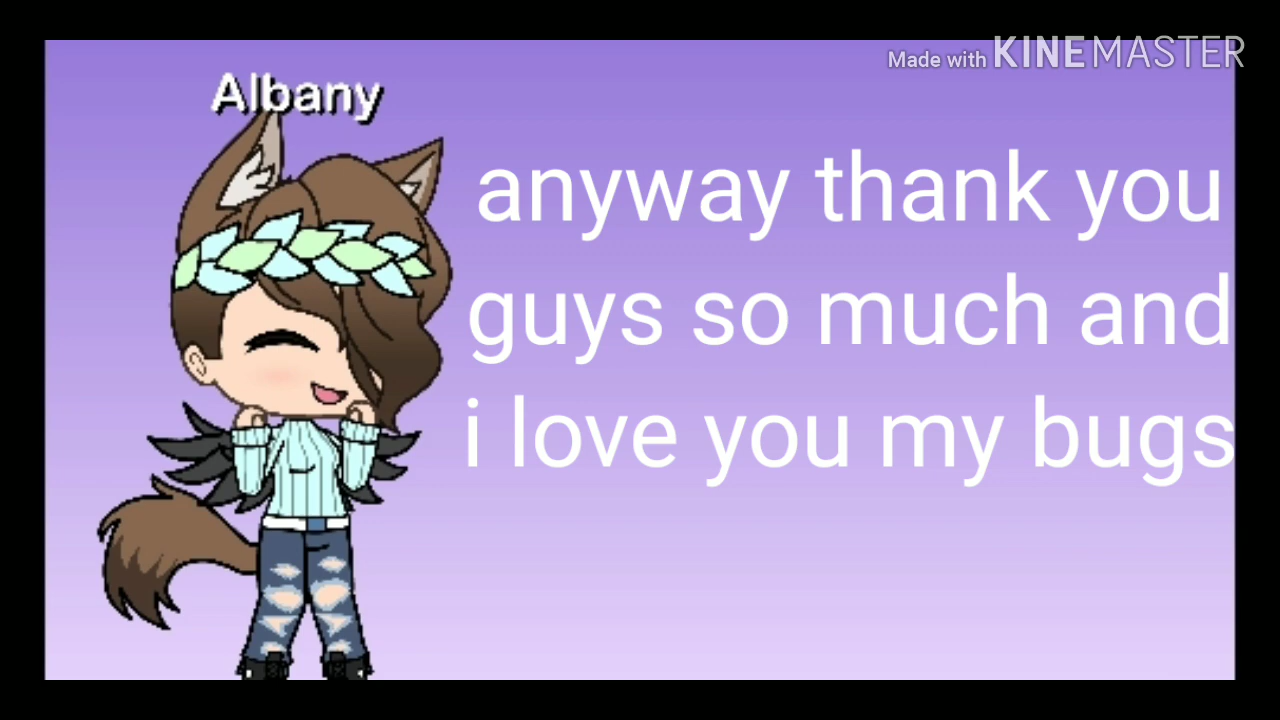 Made with KINEMASTER
Albany
anyway thank you
guys so much and
i love you my bugs